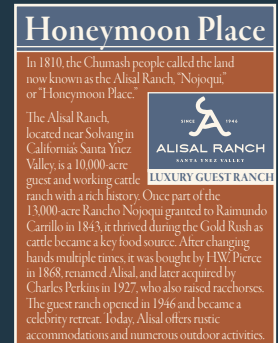 Honeymoon Place
In 1810, the Chumash people called the land
now known as the Alisal Ranch, “Nojoqui,”
or “Honeymoon Place.”
The Alisal Ranch,
located near Solvang in
California's Santa Ynez
Valley, is a 10,000-acre
guest and working cattle
SINCE 1946
ALISAL RANCH
SANTA YNEZ VALLEY
LUXURY GUEST RANCH
ranch with a rich history. Once part of the
13,000-acre Rancho Nojoqui granted to Raimundo
Carrillo in 1843, it thrived during the Gold Rush as
cattle became a key food source. After changing
hands multiple times, it was bought by H.W. Pierce
in 1868, renamed Alisal, and later acquired by
Charles Perkins in 1927, who also raised racehorses.
The guest ranch opened in 1946 and became a
celebrity retreat. Today, Alisal offers rustic
accommodations and numerous outdoor activities.